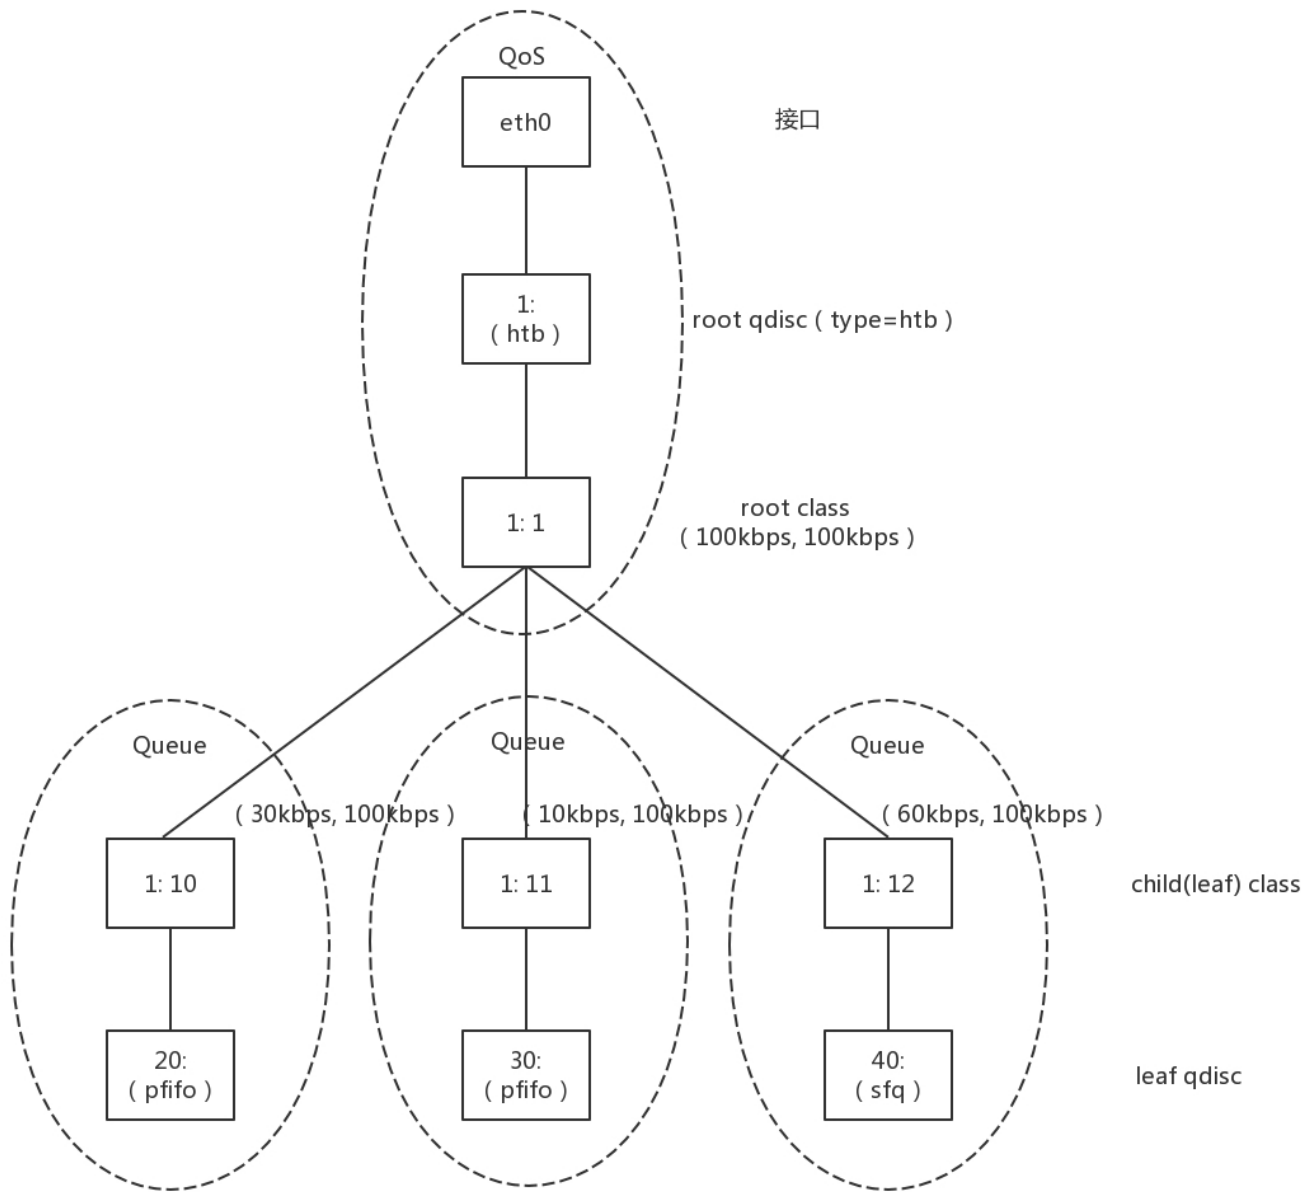 QoS
eth0
接口
1:
( htb )
root qdisc ( type=htb )
1: 1
root class
( 100kbps, 100kbps )
Queue
Queue
Queue
( 30kbps, 100kbps )
( 10kbps, 100kbps )
( 60kbps, 100kbps )
1: 10
1: 11
1: 12
child(leaf) class
20:
( pfifo )
30:
( pfifo )
40:
( sfq )
leaf qdisc